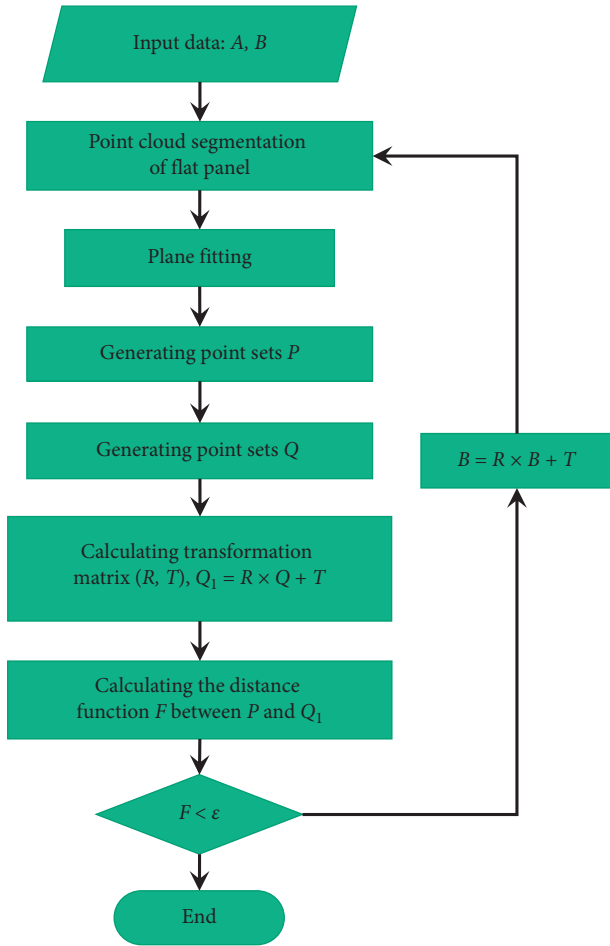 Input data: A, B
Point cloud segmentation
of flat panel
Plane fitting
Generating point sets P
Generating point sets Q
B = R × B + T
Calculating transformation
matrix (R, T), Q₁ = R × Q + T
Calculating the distance
function F between P and Q₁
F < ε
End